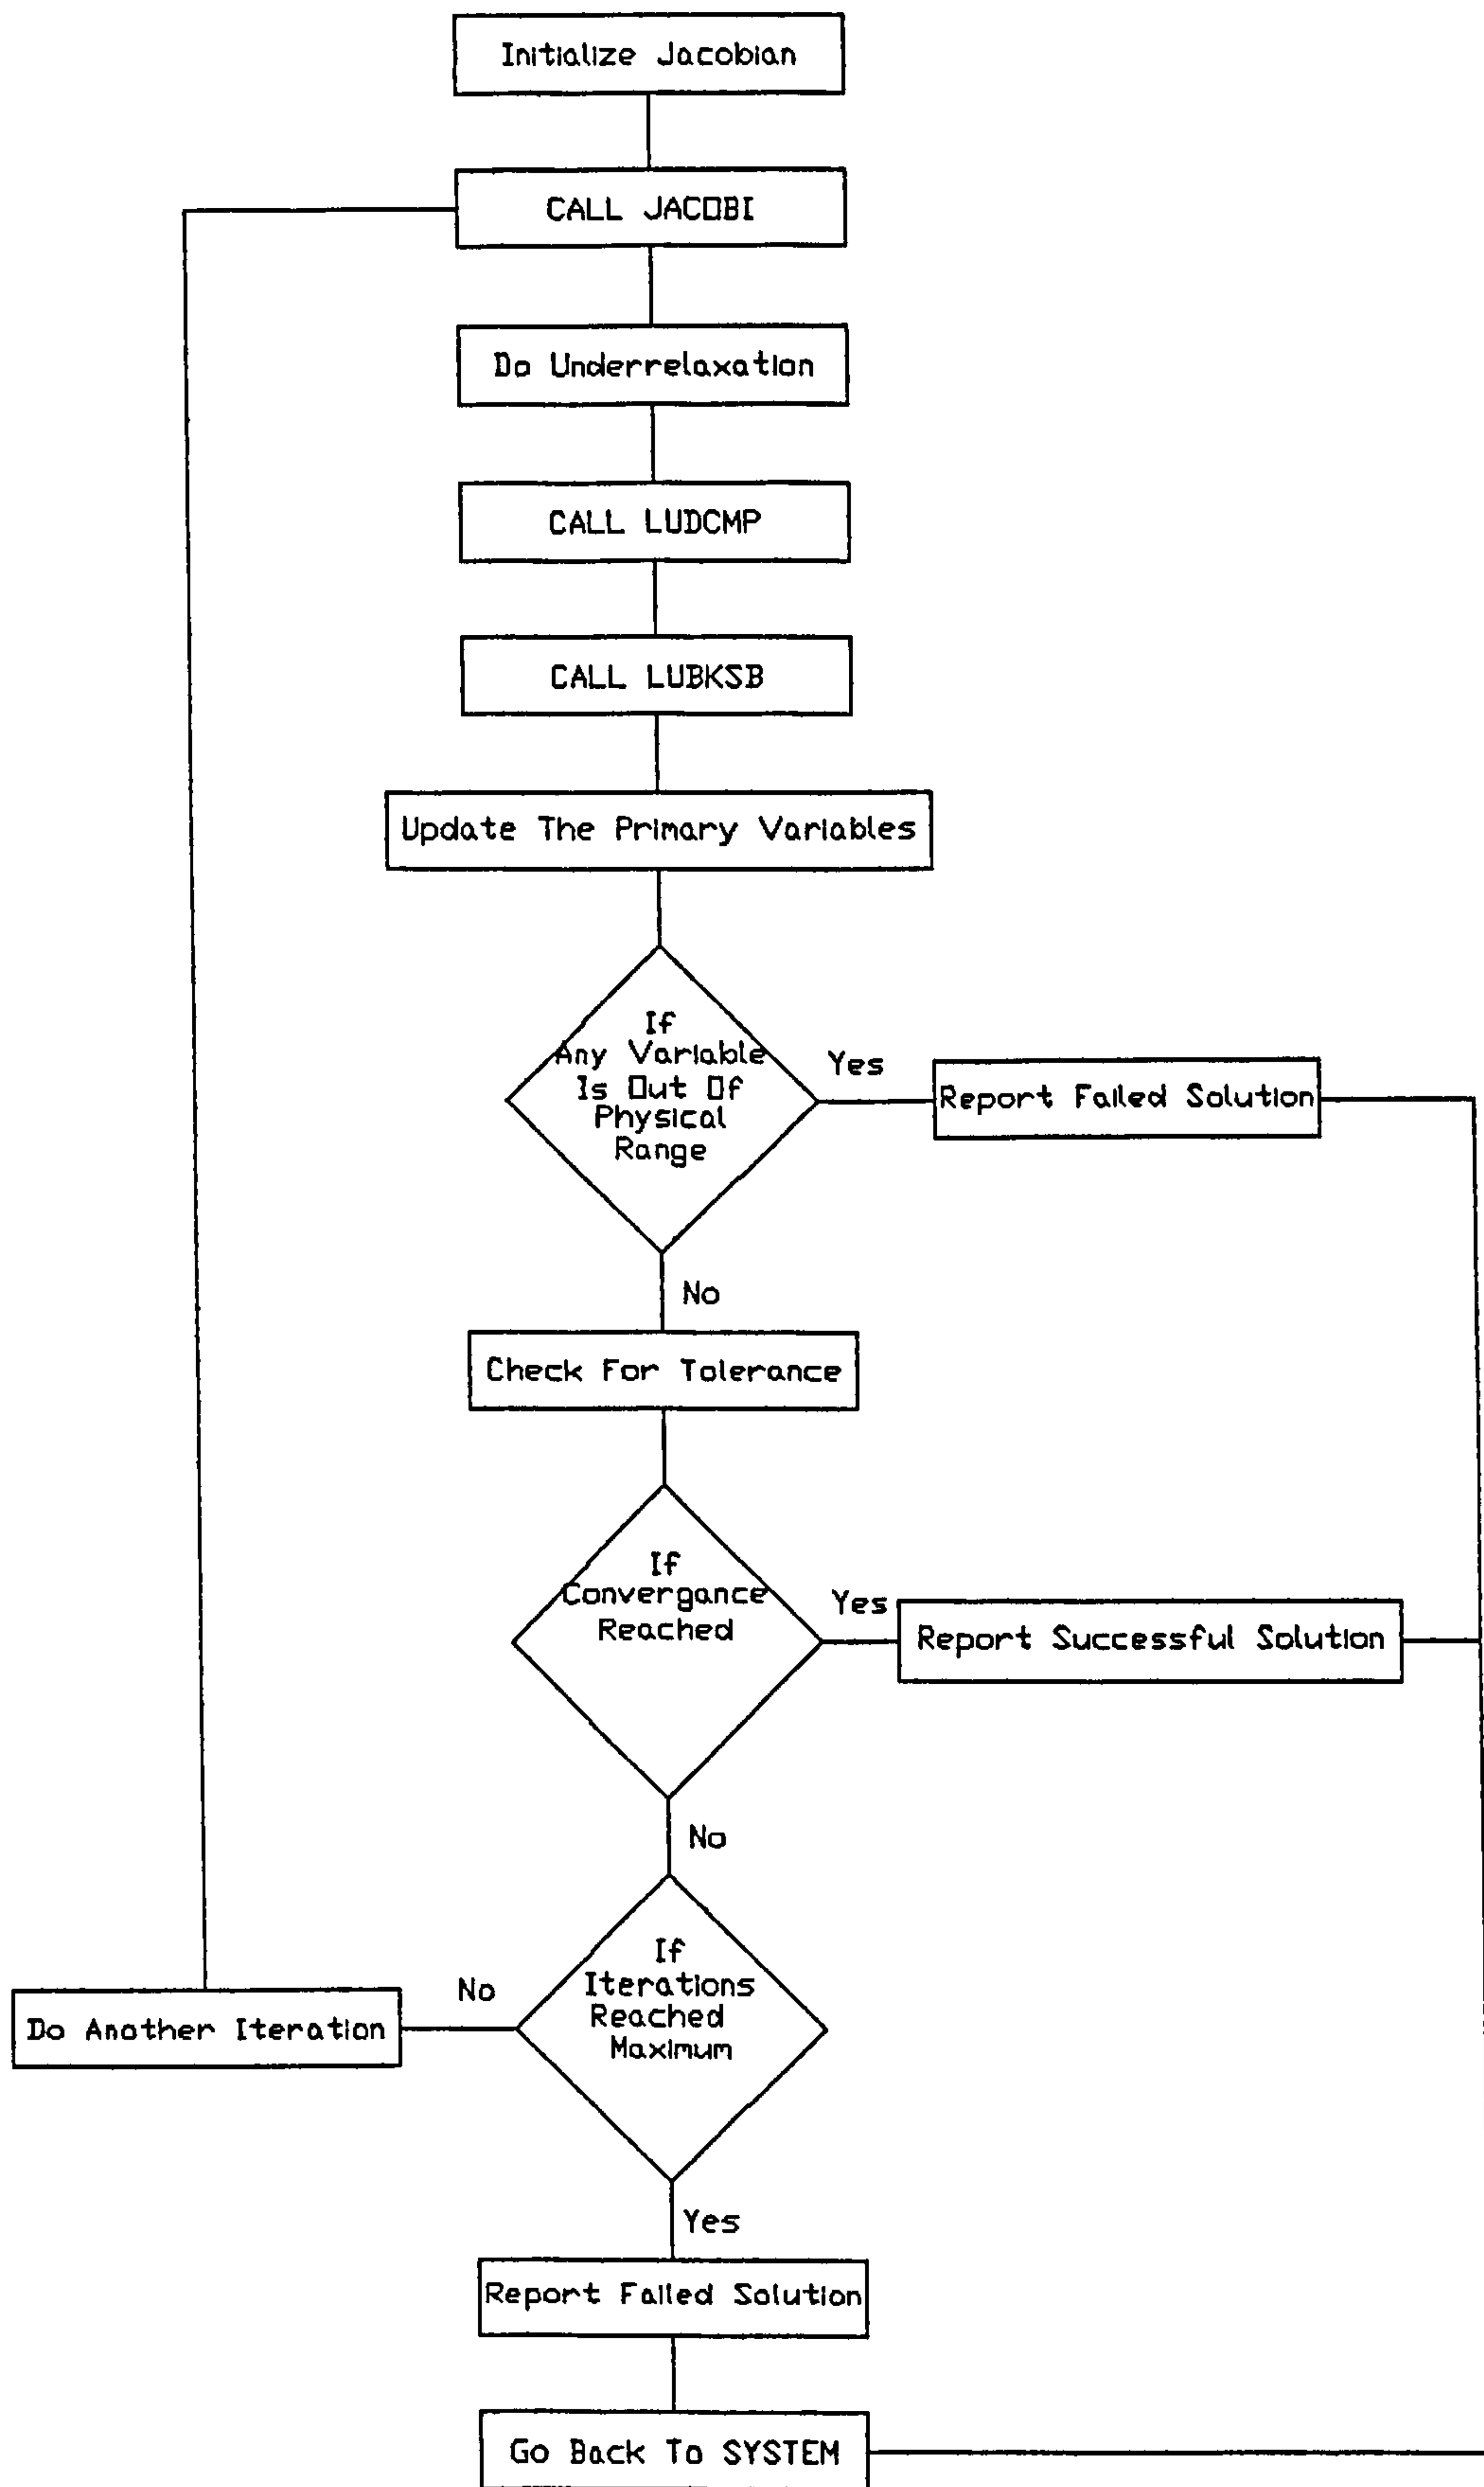 Initialize Jacobian
CALL JACOBI
Do Underrelaxation
CALL LUDCMP
CALL LUBKSB
Update The Primary Variables
If
Any Variable
Is Out Of
Physical
Range
Yes
Report Failed Solution
No
Check For Tolerance
If
Convergance
Reached
Yes
Report Successful Solution
No
If
Iterations
Reached
Maximum
No
Do Another Iteration
Yes
Report Failed Solution
Go Back To SYSTEM